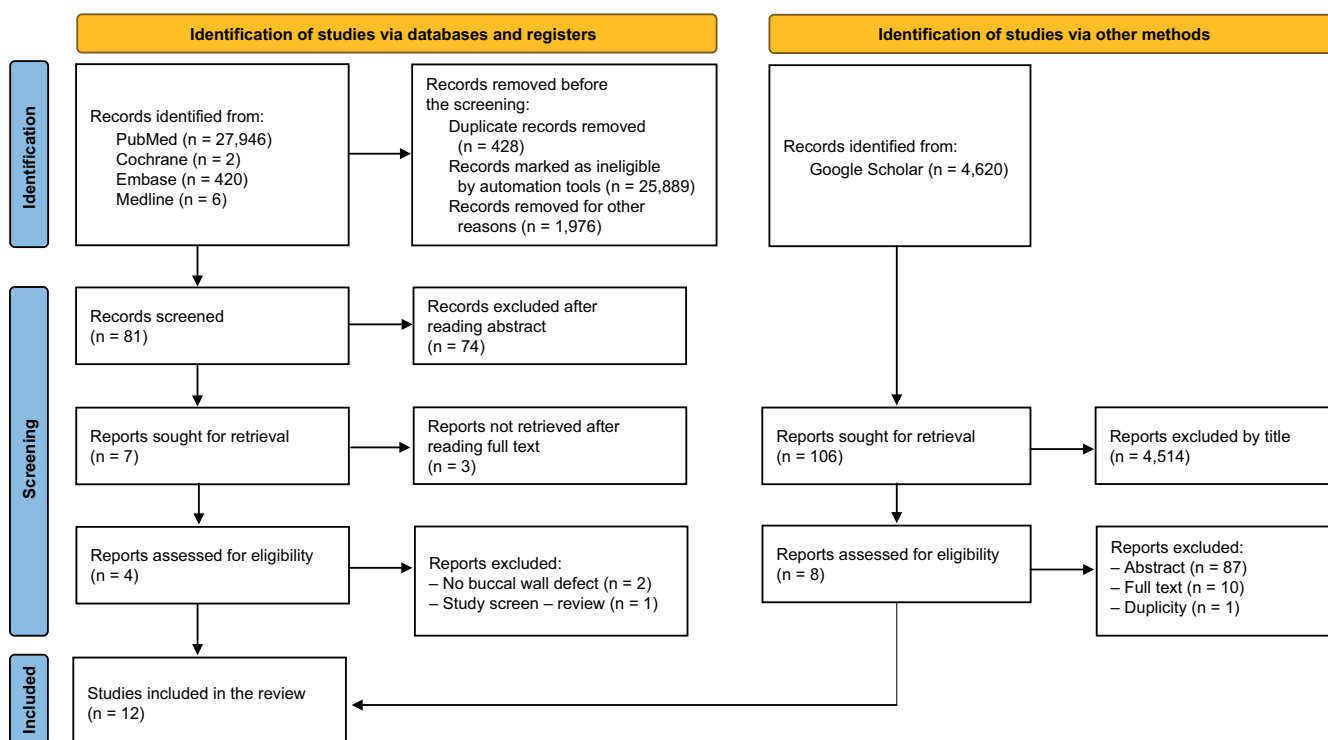 Identification of studies via databases and registers
Identification of studies via other methods
Identification
Records identified from:
PubMed (n = 27,946)
Cochrane (n = 2)
Embase (n = 420)
Medline (n = 6)
Records removed before
the screening:
Duplicate records removed
(n = 428)
Records marked as ineligible
by automation tools (n = 25,889)
Records removed for other
reasons (n = 1,976)
Records identified from:
Google Scholar (n = 4,620)
Screening
Records screened
(n = 81)
Records excluded after
reading abstract
(n = 74)
Reports sought for retrieval
(n = 7)
Reports not retrieved after
reading full text
(n = 3)
Reports sought for retrieval
(n = 106)
Reports excluded by title
(n = 4,514)
Reports assessed for eligibility
(n = 4)
Reports excluded:
– No buccal wall defect (n = 2)
– Study screen – review (n = 1)
Reports assessed for eligibility
(n = 8)
Reports excluded:
– Abstract (n = 87)
– Full text (n = 10)
– Duplicity (n = 1)
Included
Studies included in the review
(n = 12)